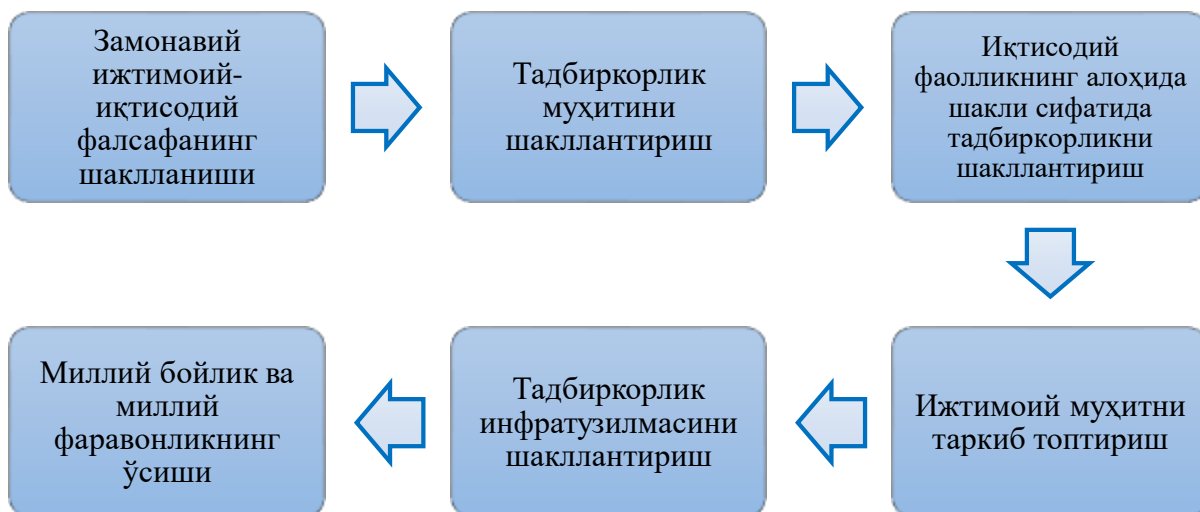 Замонавий
ижтимоий-
иқтисодий
фалсафанинг
шаклланиши
Тадбиркорлик
муҳитини
шакллантириш
Иқтисодий
фаолликнинг алоҳида
шакли сифатида
тадбиркорликни
шакллантириш
Ижтимоий муҳитни
таркиб топтириш
Тадбиркорлик
инфратузилмасини
шакллантириш
Миллий бойлик ва
миллий
фаравонликнинг
ўсиши